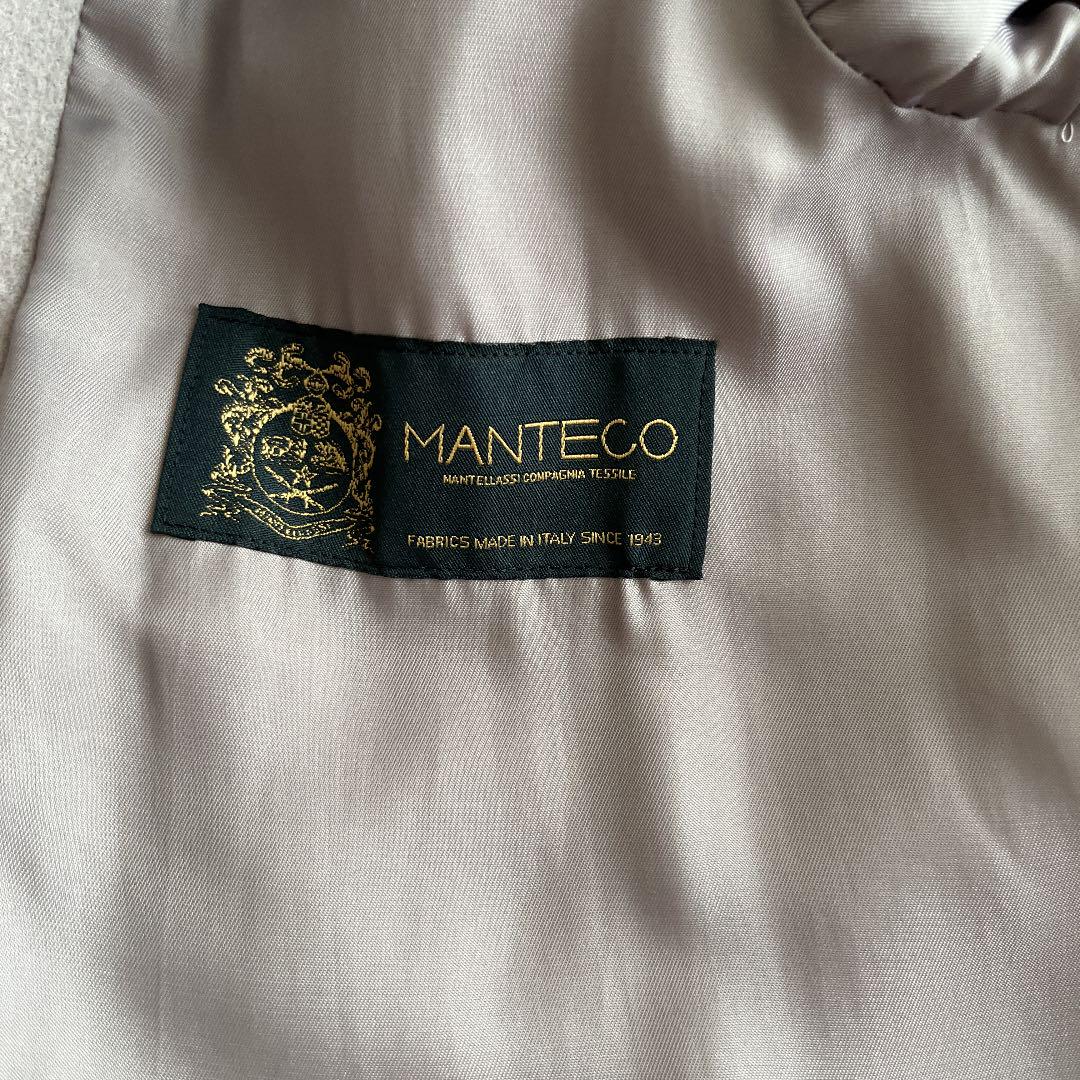 MANTECO
MANTELLASSI COMPAGNIA TESSILE
FABRICS MADE IN ITALY SINCE 1943